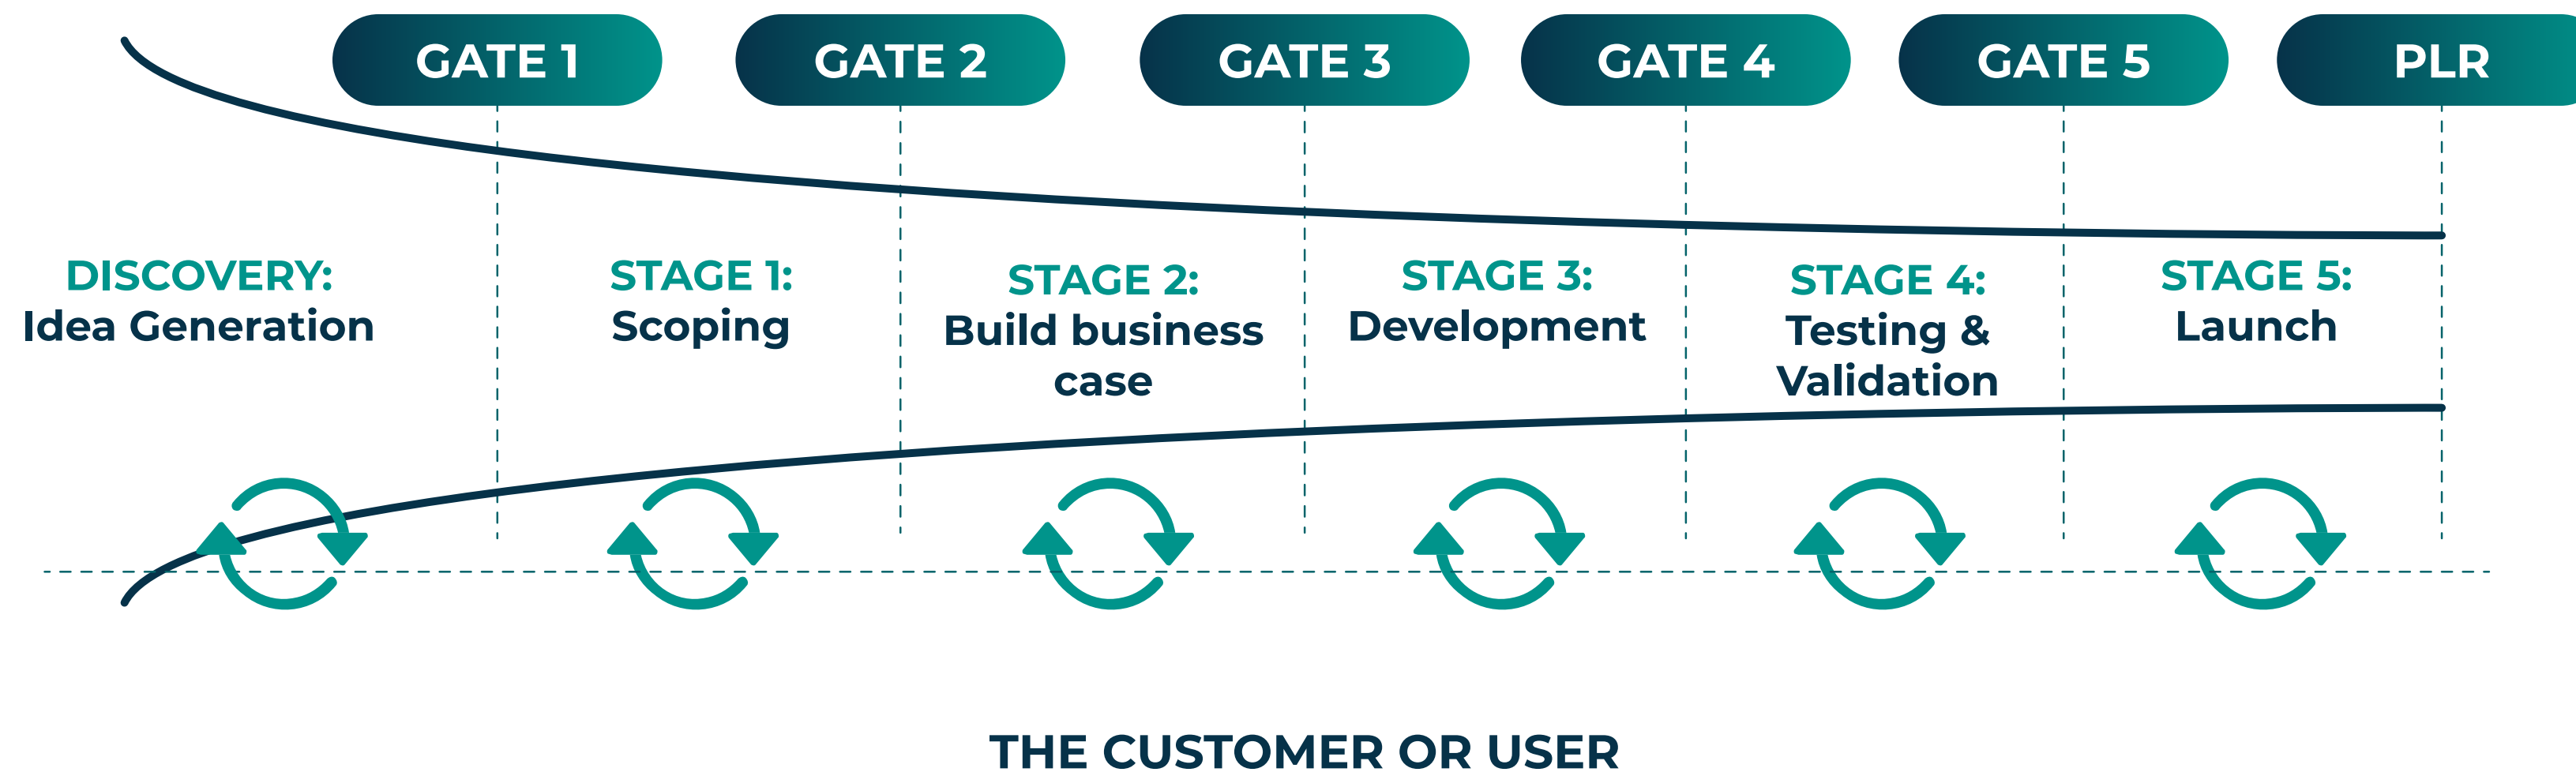 GATE 1
GATE 2
GATE 3
GATE 4
GATE 5
PLR
DISCOVERY:
Idea Generation
STAGE 1:
Scoping
STAGE 2:
Build business
case
STAGE 3:
Development
STAGE 4:
Testing &
Validation
STAGE 5:
Launch
THE CUSTOMER OR USER